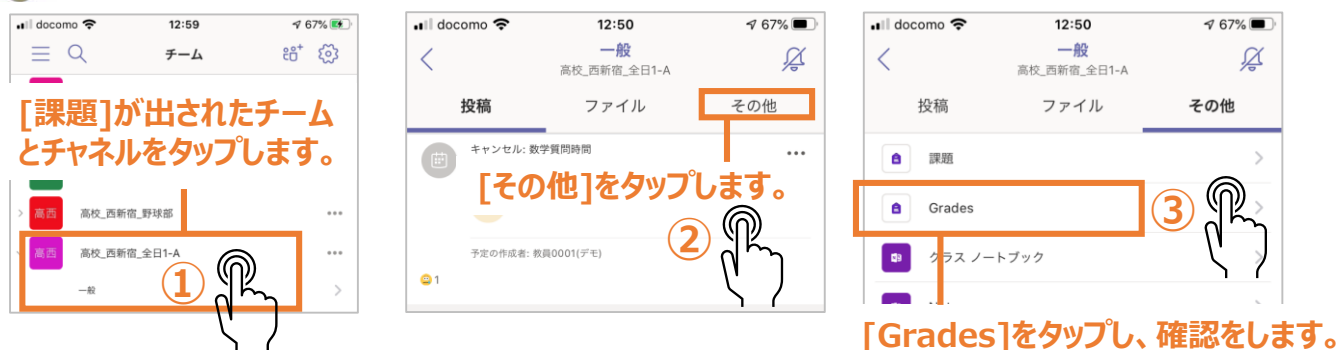 docomo 12:59 67%
チーム
[課題]が出されたチーム
とチャネルをタップします。
高西 高校_西新宿_野球部
高西 高校_西新宿_全日1-A
一般
①
docomo 12:50 67%
一般
高校_西新宿_全日1-A
投稿 ファイル その他
キャンセル: 数学質問時間
[その他]をタップします。
②
予定の作成者: 教員0001(デモ)
1
docomo 12:50 67%
一般
高校_西新宿_全日1-A
投稿 ファイル その他
課題
Grades
③
クラス ノートブック
[Grades]をタップし、確認をします。